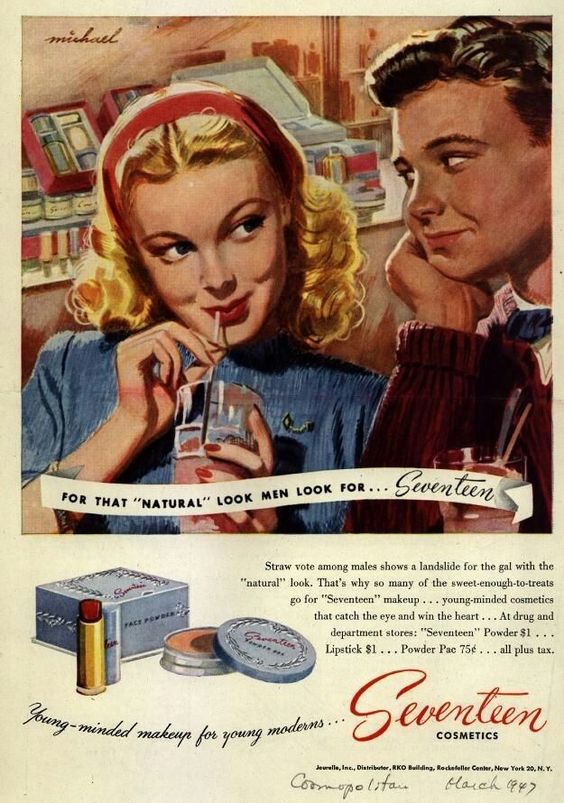 michael
FOR THAT "NATURAL" LOOK MEN LOOK FOR... Seventeen
Straw vote among males shows a landslide for the gal with the
"natural" look. That's why so many of the sweet-enough-to-treats
go for "Seventeen" makeup . . . young-minded cosmetics
that catch the eye and win the heart . . . At drug and
department stores: "Seventeen" Powder $1 . . .
Lipstick $1 . . . Powder Pac 75¢ . . . all plus tax.
Seventeen
FACE POWDER
teen
Seventeen
Young-minded makeup for young moderns...
Seventeen
COSMETICS
Jeurelle, Inc., Distributor, RKO Building, Rockefeller Center, New York 20, N. Y.
Cosmopolitan March 1947